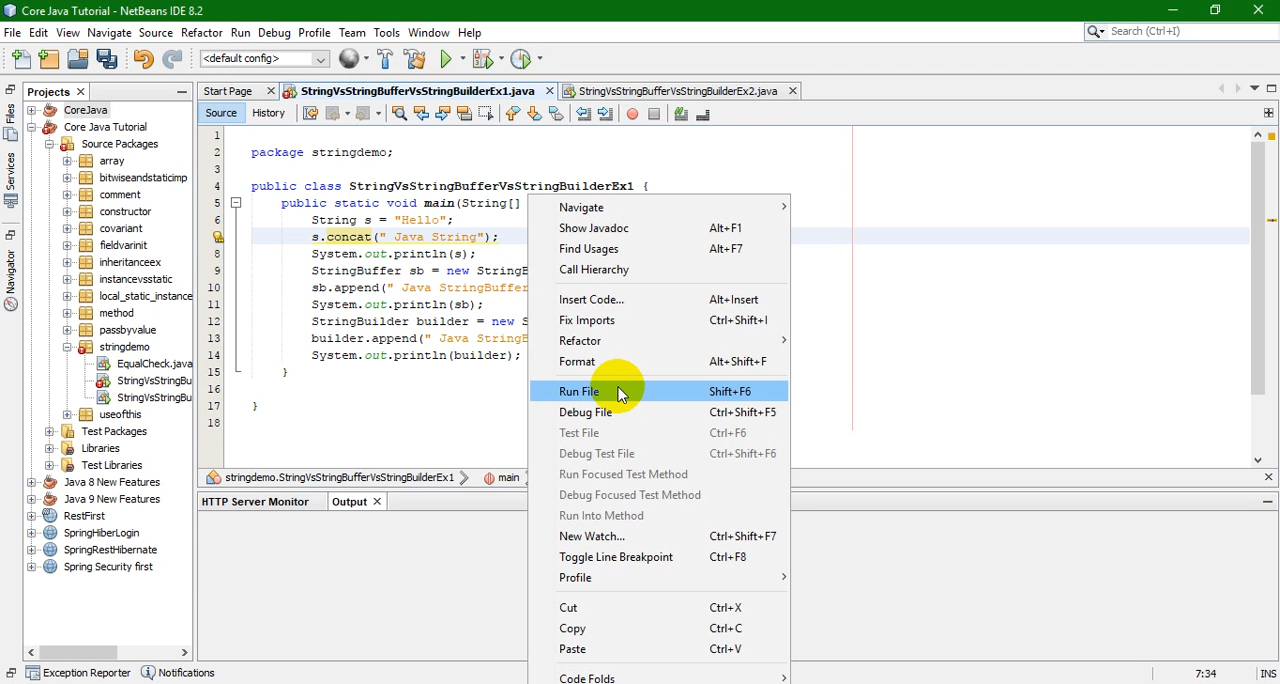 Core Java Tutorial - NetBeans IDE 8.2
File Edit View Navigate Source Refactor Run Debug Profile Team Tools Window Help
Search (Ctrl+I)
<default config>
Projects
Start Page
StringVsStringBufferVsStringBuilderEx1.java
StringVsStringBufferVsStringBuilderEx2.java
Files
Services
Navigator
Source History
CoreJava
Core Java Tutorial
Source Packages
array
bitwiseandstaticimp
comment
constructor
covariant
fieldvarinit
inheritanceex
instancevsstatic
local_static_instance
method
passbyvalue
stringdemo
EqualCheck.java
StringVsStringBu
StringVsStringBu
useofthis
Test Packages
Libraries
Test Libraries
Java 8 New Features
Java 9 New Features
RestFirst
SpringHiberLogin
SpringRestHibernate
Spring Security first
1
2 package stringdemo;
3
4 public class StringVsStringBufferVsStringBuilderEx1 {
5 public static void main(String[]
6 String s = "Hello";
s.concat(" Java String");
8 System.out.println(s);
9 StringBuffer sb = new StringB
10 sb.append(" Java StringBuffer
11 System.out.println(sb);
12 StringBuilder builder = new S
13 builder.append(" Java StringB
14 System.out.println(builder);
15 }
16
17 }
18
Navigate
Show Javadoc Alt+F1
Find Usages Alt+F7
Call Hierarchy
Insert Code... Alt+Insert
Fix Imports Ctrl+Shift+I
Refactor
Format Alt+Shift+F
Run File Shift+F6
Debug File Ctrl+Shift+F5
Test File Ctrl+F6
Debug Test File Ctrl+Shift+F6
Run Focused Test Method
Debug Focused Test Method
Run Into Method
New Watch... Ctrl+Shift+F7
Toggle Line Breakpoint Ctrl+F8
Profile
Cut Ctrl+X
Copy Ctrl+C
Paste Ctrl+V
Code Folds
stringdemo.StringVsStringBufferVsStringBuilderEx1 main
HTTP Server Monitor Output
Exception Reporter Notifications
7:34 INS